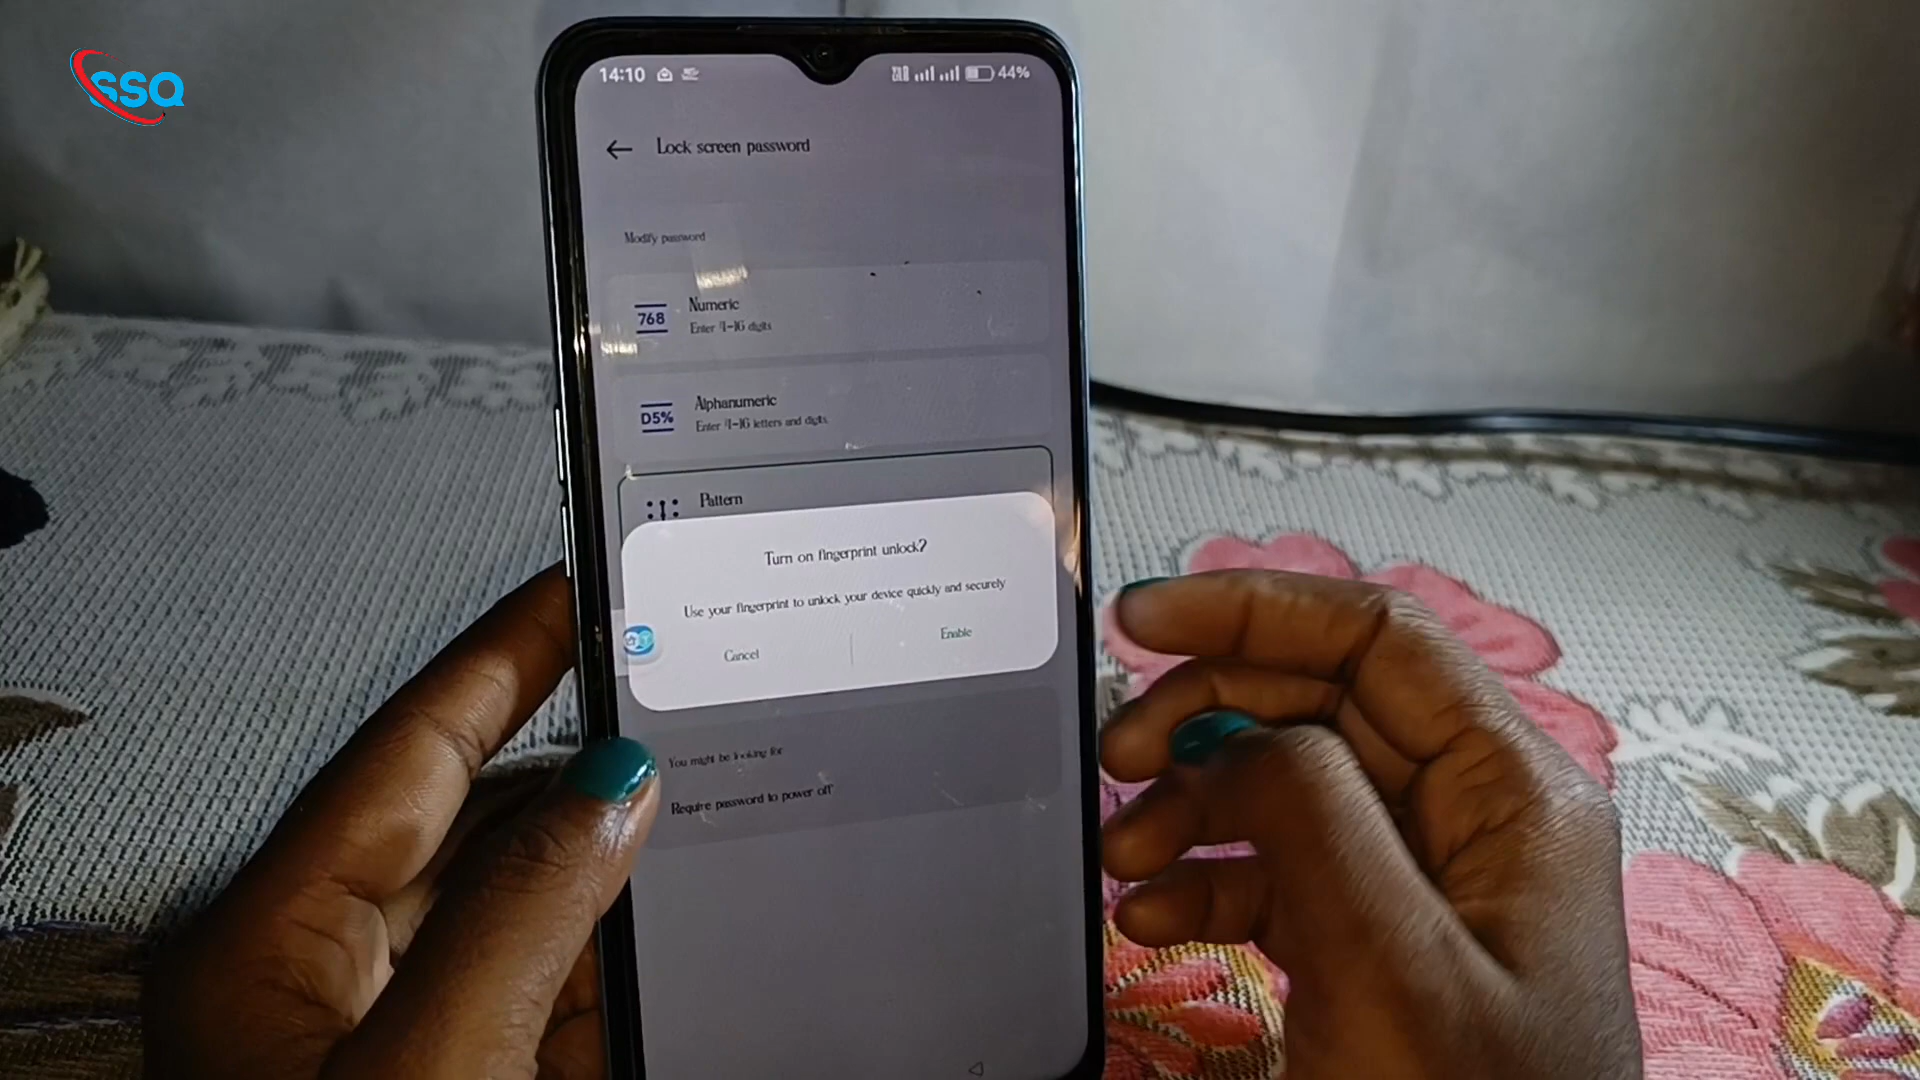 SSQ
14:10
44%
Lock screen password
Modify password
Numeric
768
Enter 4-16 digits
Alphanumeric
D5%
Enter 4-16 letters and digits
Pattern
Turn on fingerprint unlock?
Use your fingerprint to unlock your device quickly and securely
Cancel
Enable
You might be looking for
Require password to power off